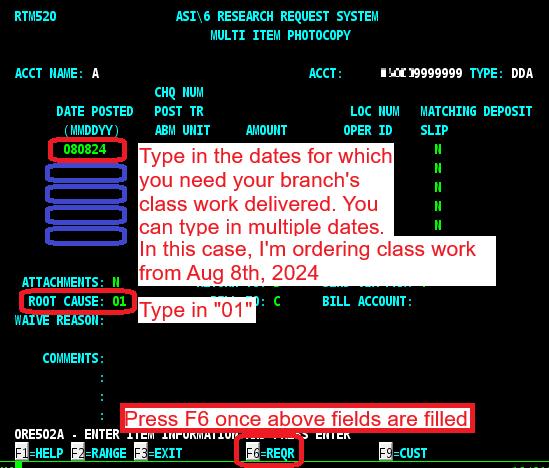 RTM520 ASI\6 RESEARCH REQUEST SYSTEM
MULTI ITEM PHOTOCOPY
ACCT NAME: A ACCT: 9999999 TYPE: DDA
CHQ NUM
DATE POSTED POST TR LOC NUM MATCHING DEPOSIT
(MMDDYY) ABM UNIT AMOUNT OPER ID SLIP
080824 N
Type in the dates for which
N
you need your branch's
N
class work delivered. You
N
can type in multiple dates.
N
In this case, I'm ordering class work
from Aug 8th, 2024
ATTACHMENTS: N
ROOT CAUSE: 01 C BILL ACCOUNT:
Type in "01"
WAIVE REASON:
COMMENTS:
:
:
:
Press F6 once above fields are filled
ORE502A - ENTER ITEM INFORMATION AND PRESS ENTER
F1=HELP F2=RANGE F3=EXIT F6=REQR F9=CUST